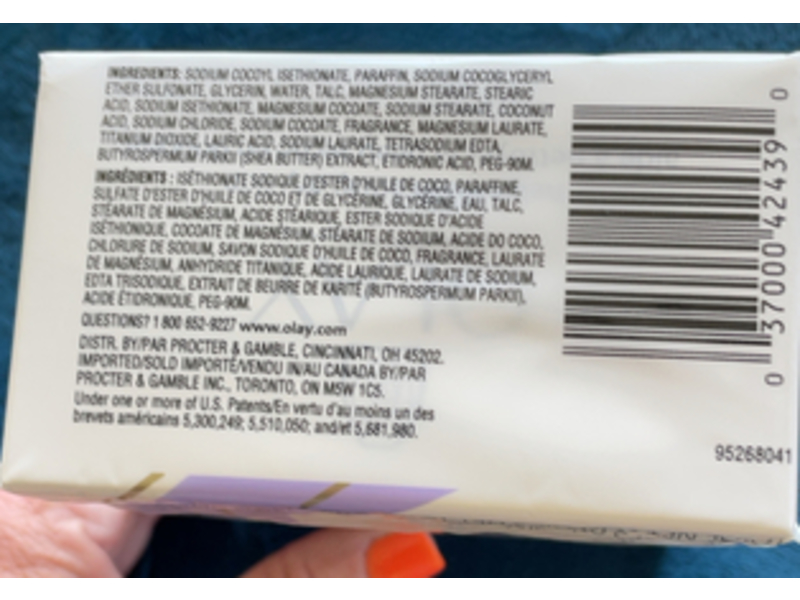 INGREDIENTS: SODIUM COCOYL ISETHIONATE, PARAFFIN, SODIUM COCOGLYCERYL
ETHER SULFONATE, GLYCERIN, WATER, TALC, MAGNESIUM STEARATE, STEARIC
ACID, SODIUM ISETHIONATE, MAGNESIUM COCOATE, SODIUM STEARATE, COCONUT
ACID, SODIUM CHLORIDE, SODIUM COCOATE, FRAGRANCE, MAGNESIUM LAURATE,
TITANIUM DIOXIDE, LAURIC ACID, SODIUM LAURATE, TETRASODIUM EDTA,
BUTYROSPERMUM PARKII (SHEA BUTTER) EXTRACT, ETIDRONIC ACID, PEG-90M.
INGRÉDIENTS : ISÉTHIONATE SODIQUE D'ESTER D'HUILE DE COCO, PARAFFINE,
SULFATE D'ESTER D'HUILE DE COCO ET DE GLYCÉRINE, GLYCÉRINE, EAU, TALC,
STÉARATE DE MAGNÉSIUM, ACIDE STÉARIQUE, ESTER SODIQUE D'ACIDE
ISÉTHIONIQUE, COCOATE DE MAGNÉSIUM, STÉARATE DE SODIUM, ACIDE DO COCO,
CHLORURE DE SODIUM, SAVON SODIQUE D'HUILE DE COCO, FRAGRANCE, LAURATE
DE MAGNÉSIUM, ANHYDRIDE TITANIQUE, ACIDE LAURIQUE, LAURATE DE SODIUM,
EDTA TRISODIQUE, EXTRAIT DE BEURRE DE KARITÉ (BUTYROSPERMUM PARKII),
ACIDE ÉTIDRONIQUE, PEG-90M.
QUESTIONS? 1 800 652-9227 www.olay.com
DISTR. BY/PAR PROCTER & GAMBLE, CINCINNATI, OH 45202.
IMPORTED/SOLD IMPORTÉ/VENDU IN/AU CANADA BY/PAR
PROCTER & GAMBLE INC., TORONTO, ON M5W 1C5.
Under one or more of U.S. Patents/En vertu d'au moins un des
brevets américains 5,300,249; 5,510,050; and/et 5,681,980.
0 37000 42439 0
95268041